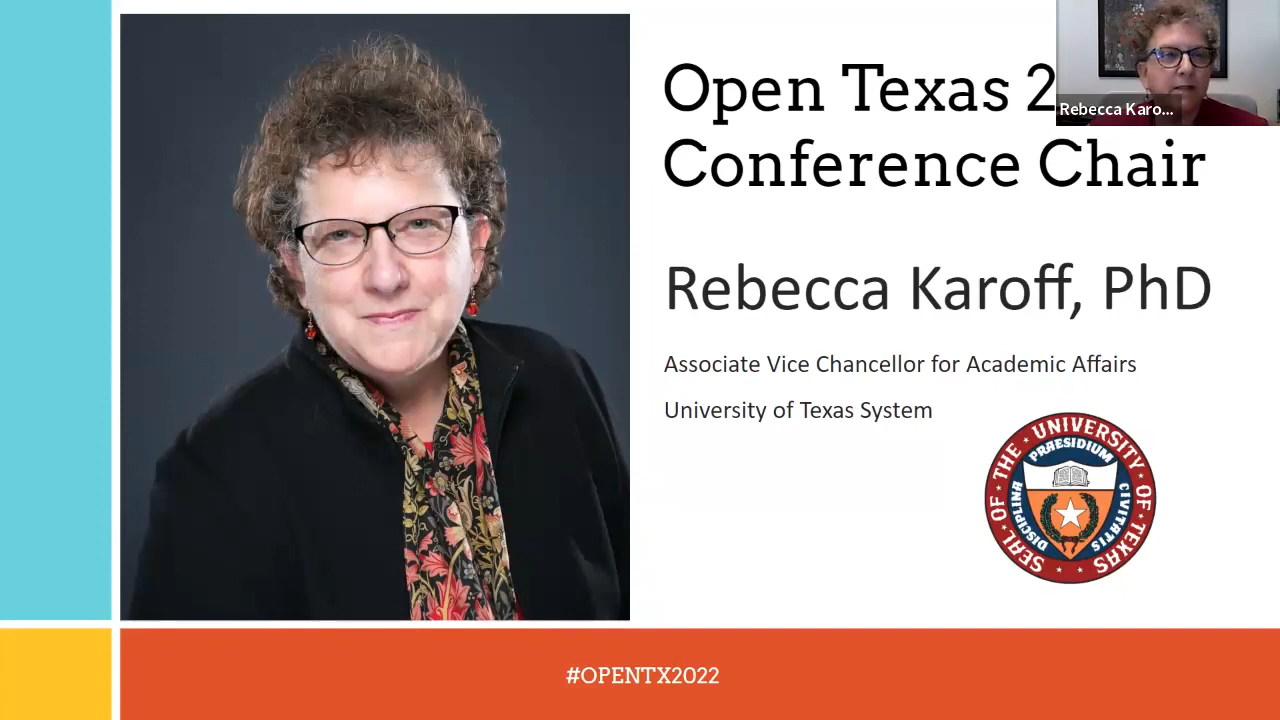 Open Texas 2
Conference Chair
Rebecca Karo...
Rebecca Karoff, PhD
Associate Vice Chancellor for Academic Affairs
University of Texas System
SEAL OF THE UNIVERSITY OF TEXAS
PRAESIDIUM
DISCIPLINA
CIVITATIS
#OPENTX2022